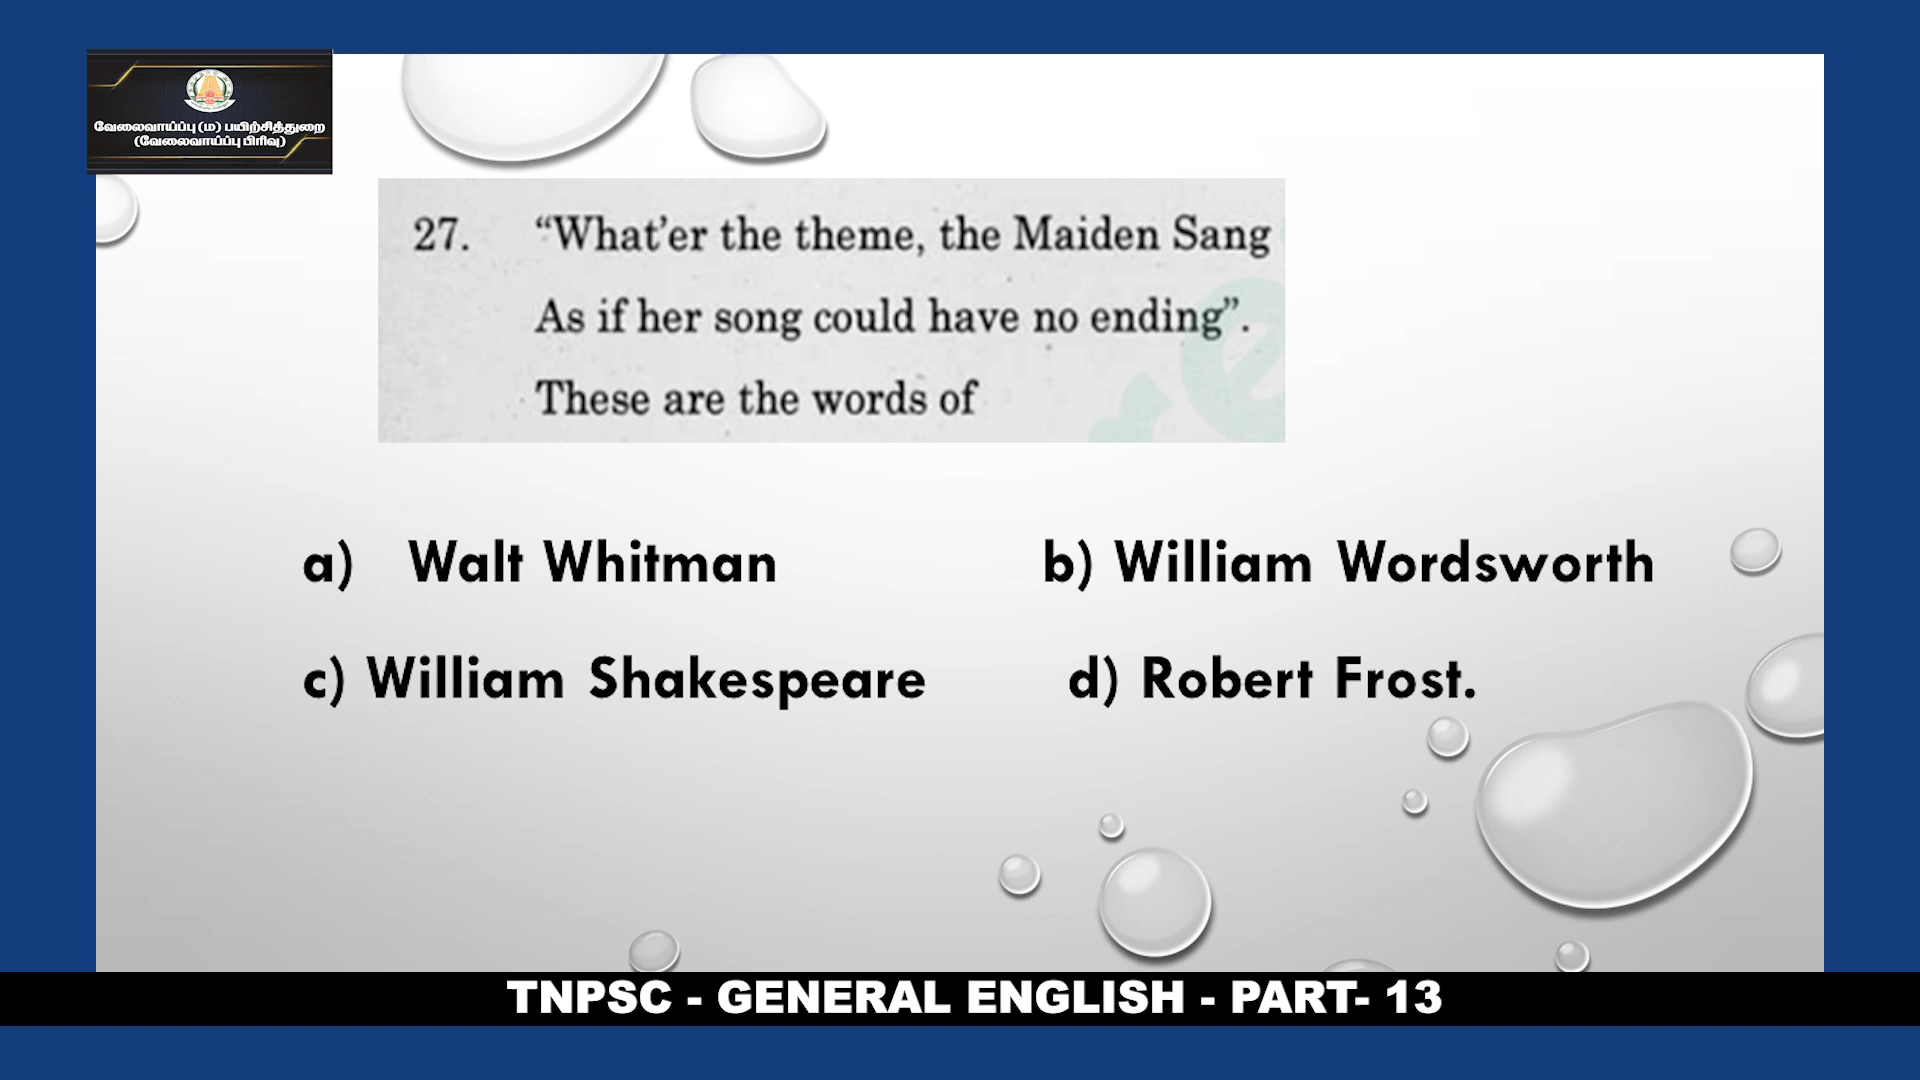 வேலைவாய்ப்பு (ம) பயிற்சித்துறை
(வேலைவாய்ப்பு பிரிவு)
27. “What’er the theme, the Maiden Sang
As if her song could have no ending”.
These are the words of
a) Walt Whitman b) William Wordsworth
c) William Shakespeare d) Robert Frost.
TNPSC - GENERAL ENGLISH - PART- 13